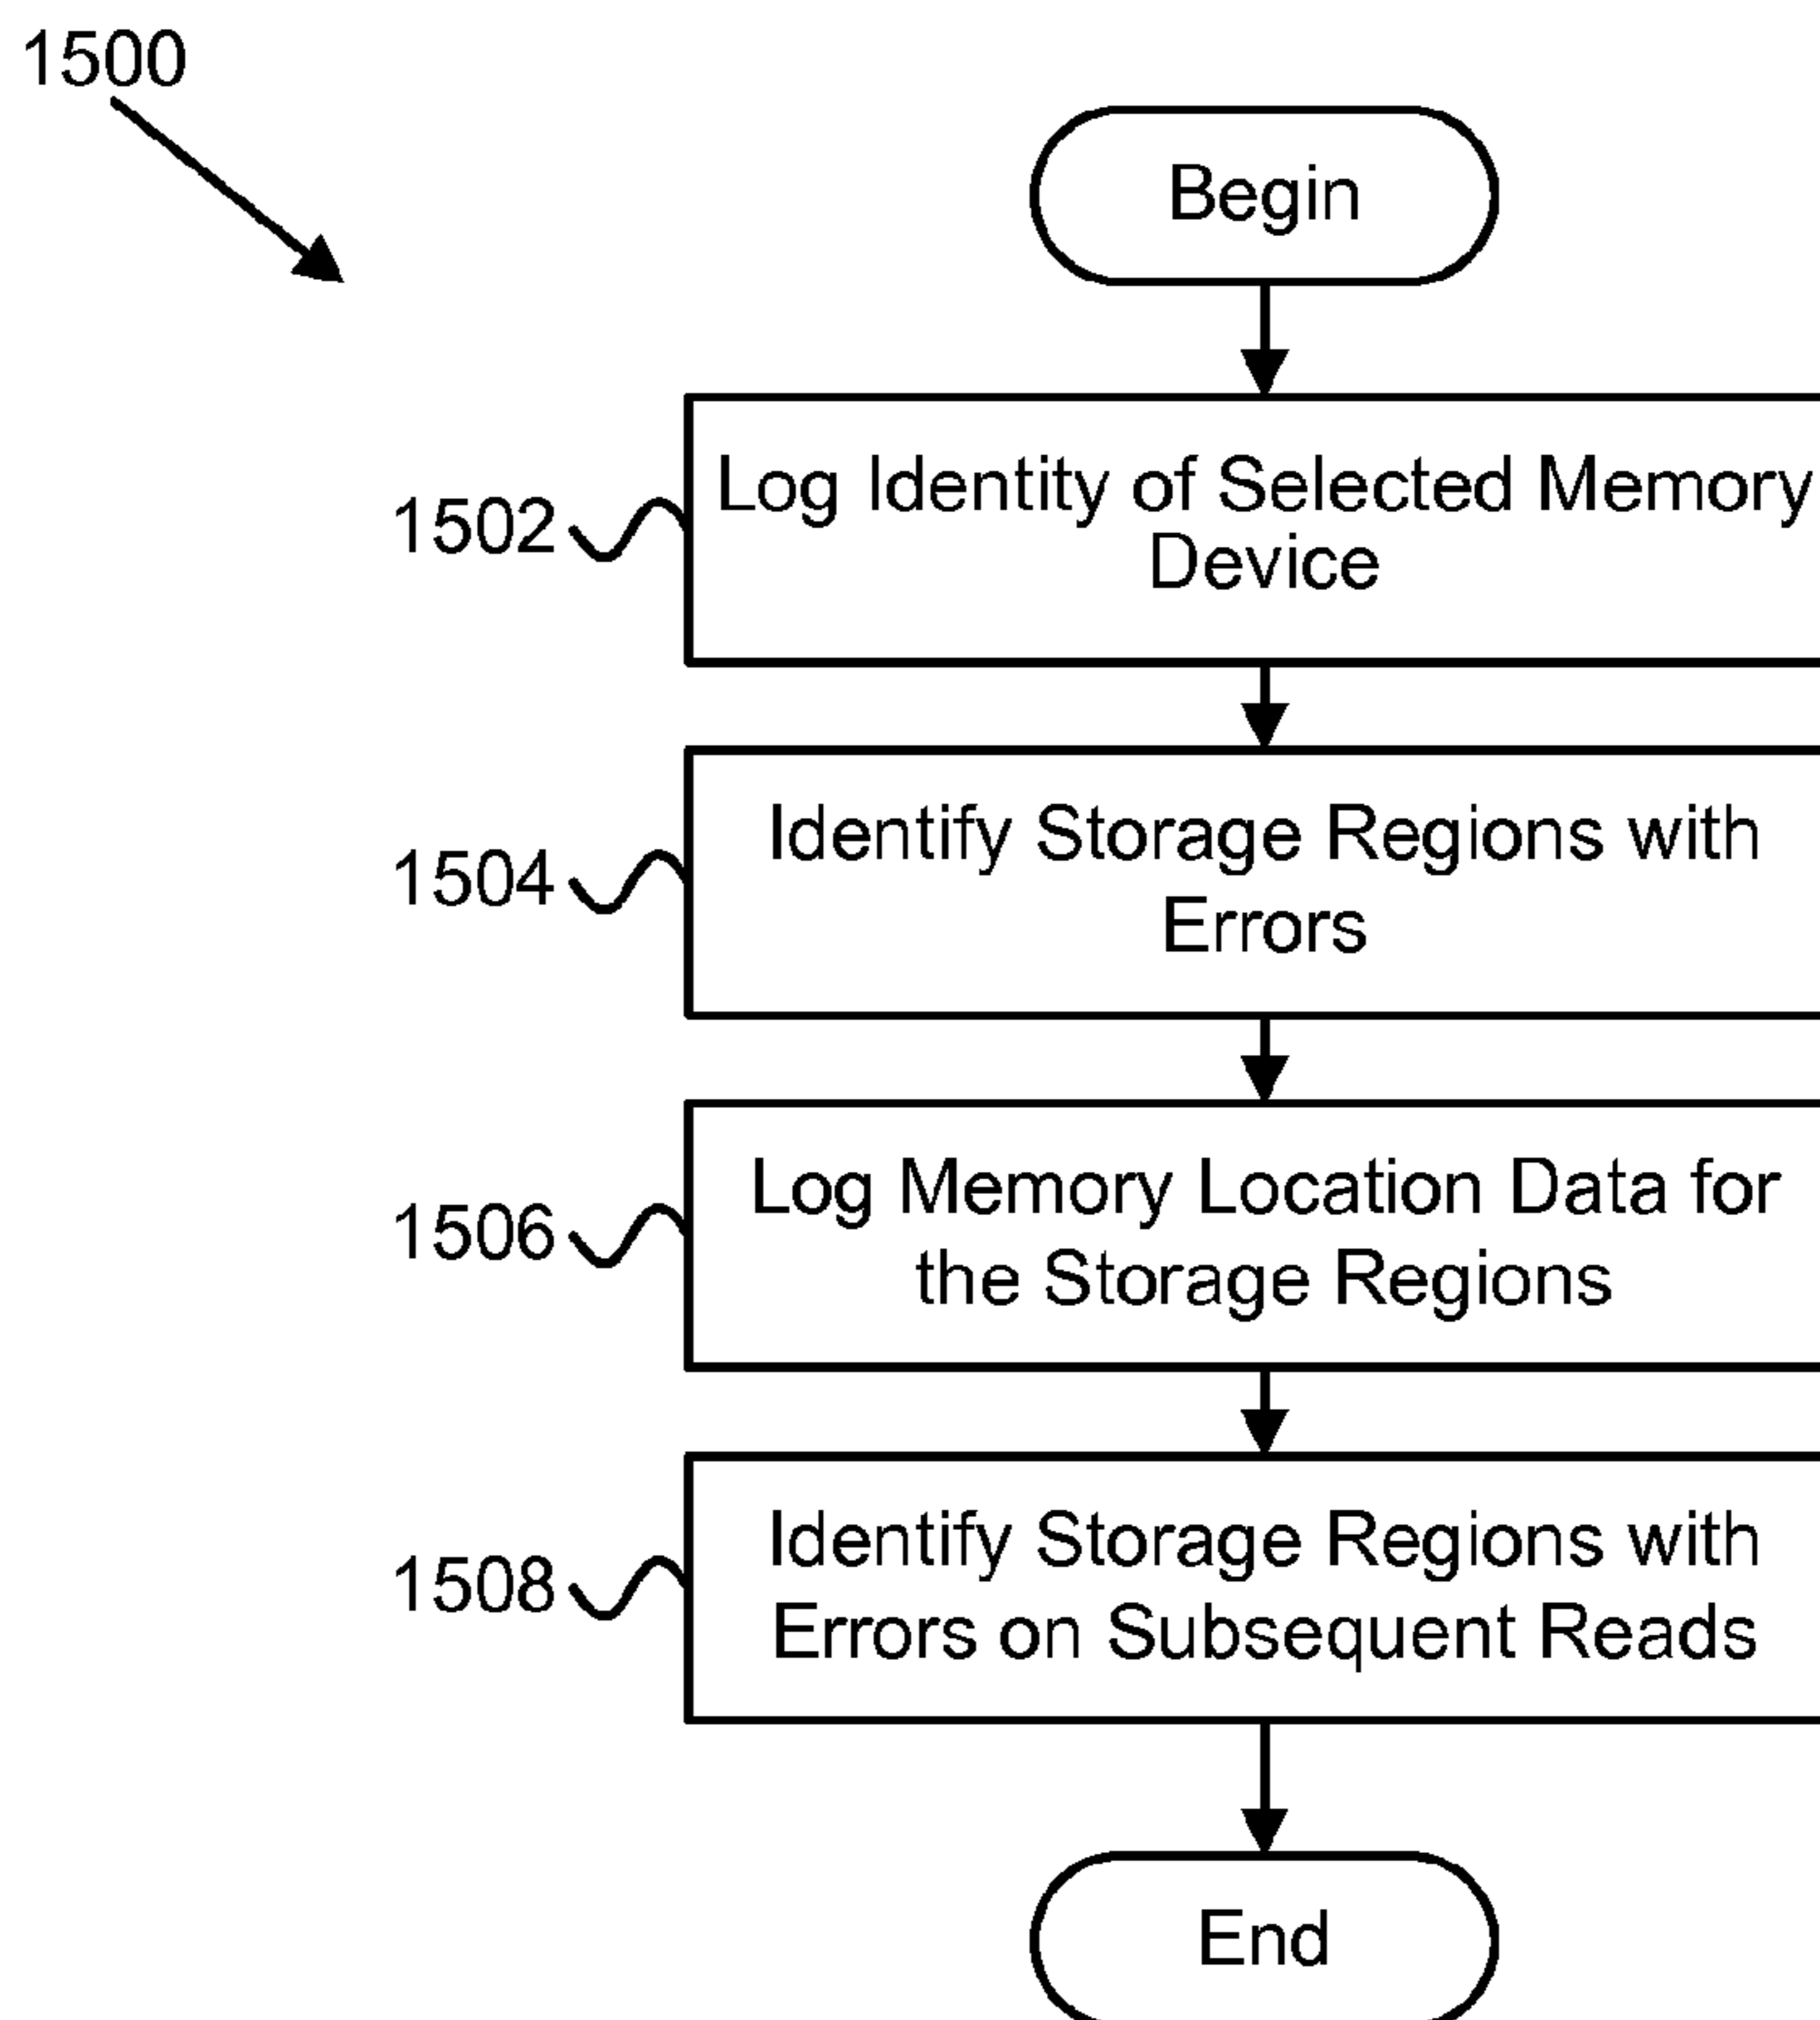 1500
Begin
1502
Log Identity of Selected Memory
Device
1504
Identify Storage Regions with
Errors
1506
Log Memory Location Data for
the Storage Regions
1508
Identify Storage Regions with
Errors on Subsequent Reads
End